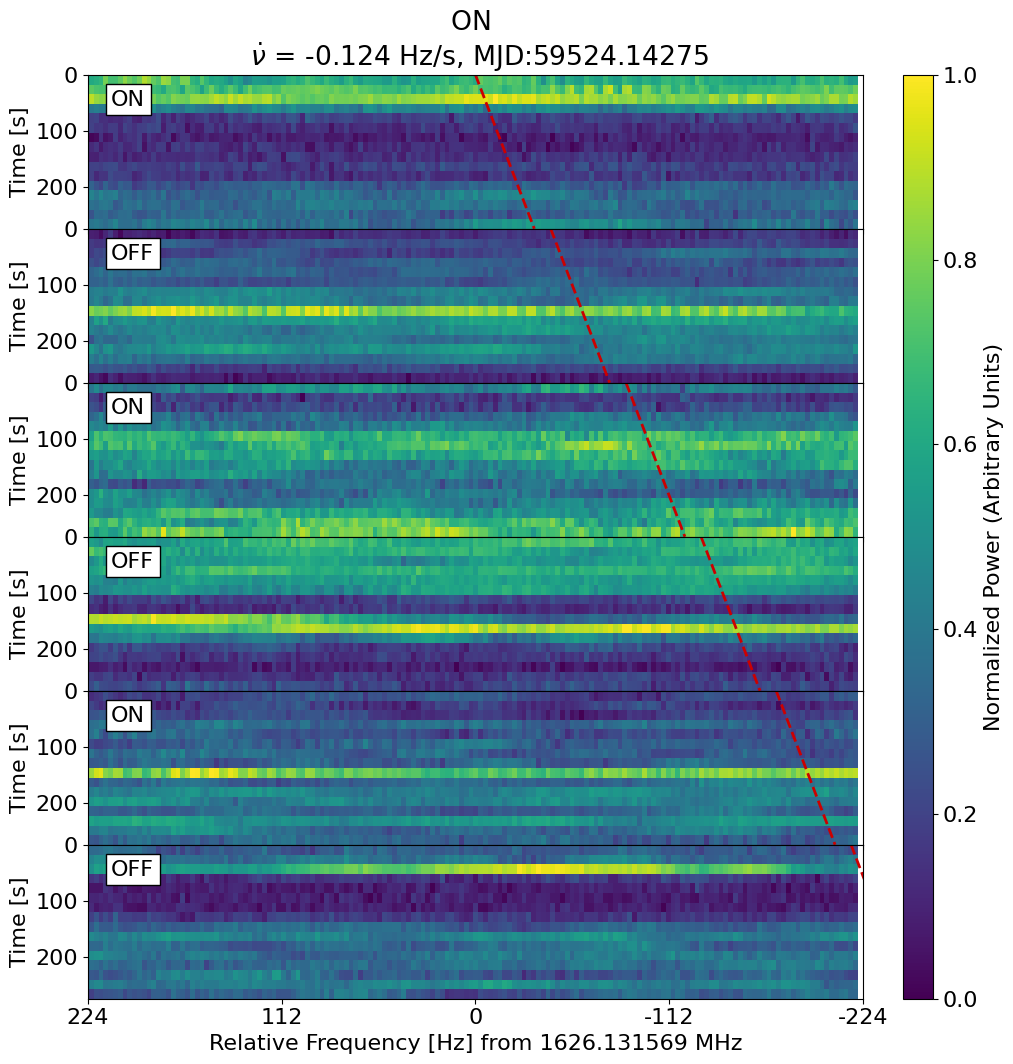 ON
ν̇ = -0.124 Hz/s, MJD:59524.14275
0
ON
100
Time [s]
200
0
OFF
100
Time [s]
200
0
ON
100
Time [s]
200
0
OFF
100
Time [s]
200
0
ON
100
Time [s]
200
0
OFF
100
Time [s]
200
224 112 0 -112 -224
Relative Frequency [Hz] from 1626.131569 MHz
1.0
0.8
0.6
0.4
0.2
0.0
Normalized Power (Arbitrary Units)